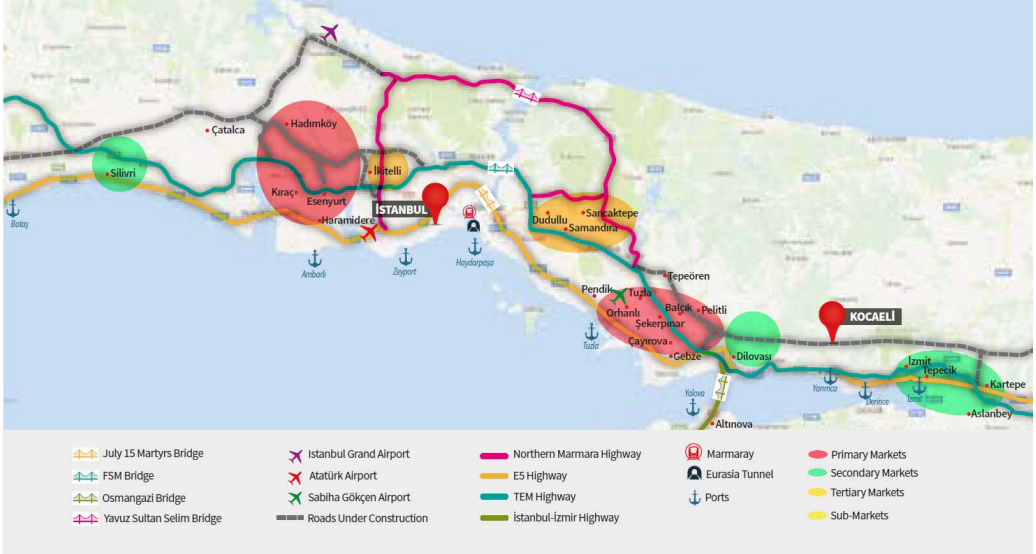 Çatalca
Hadımköy
Silivri
İkitelli
Kıraç
Esenyurt
İSTANBUL
Haramidere
Botaş
Ambarlı
Zeyport
Haydarpaşa
Dudullu
Sancaktepe
Samandıra
Tepeören
Pendik
Tuzla
Orhanlı
Balçık
Pelitli
Şekerpınar
KOCAELİ
Çayırova
Gebze
Dilovası
Tuzla
İzmit
Tepecik
Kartepe
Yalova
Yarımca
Derince
İzmit
Aslanbey
Altınova
July 15 Martyrs Bridge
FSM Bridge
Osmangazi Bridge
Yavuz Sultan Selim Bridge
Istanbul Grand Airport
Atatürk Airport
Sabiha Gökçen Airport
Roads Under Construction
Northern Marmara Highway
E5 Highway
TEM Highway
İstanbul-İzmir Highway
Marmaray
Eurasia Tunnel
Ports
Primary Markets
Secondary Markets
Tertiary Markets
Sub-Markets